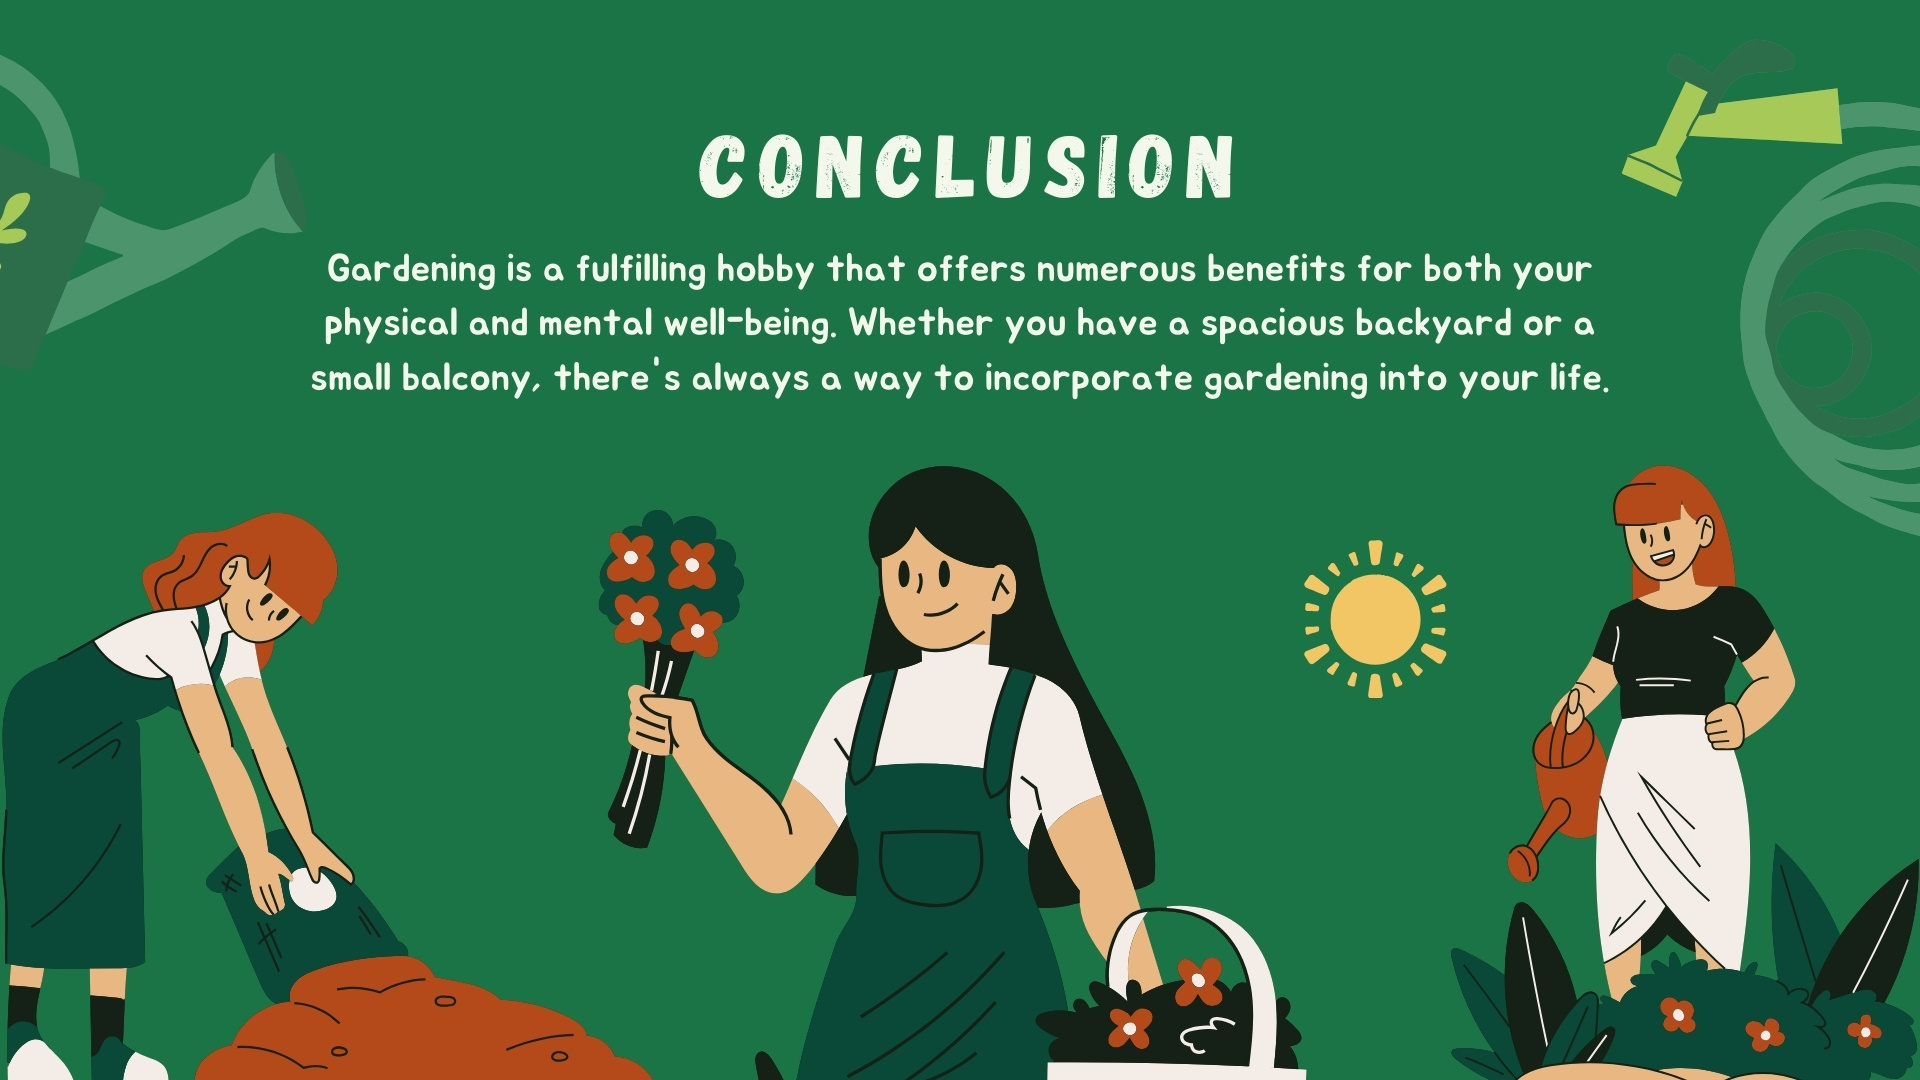 CONCLUSION
Gardening is a fulfilling hobby that offers numerous benefits for both your
physical and mental well-being. Whether you have a spacious backyard or a
small balcony, there's always a way to incorporate gardening into your life.